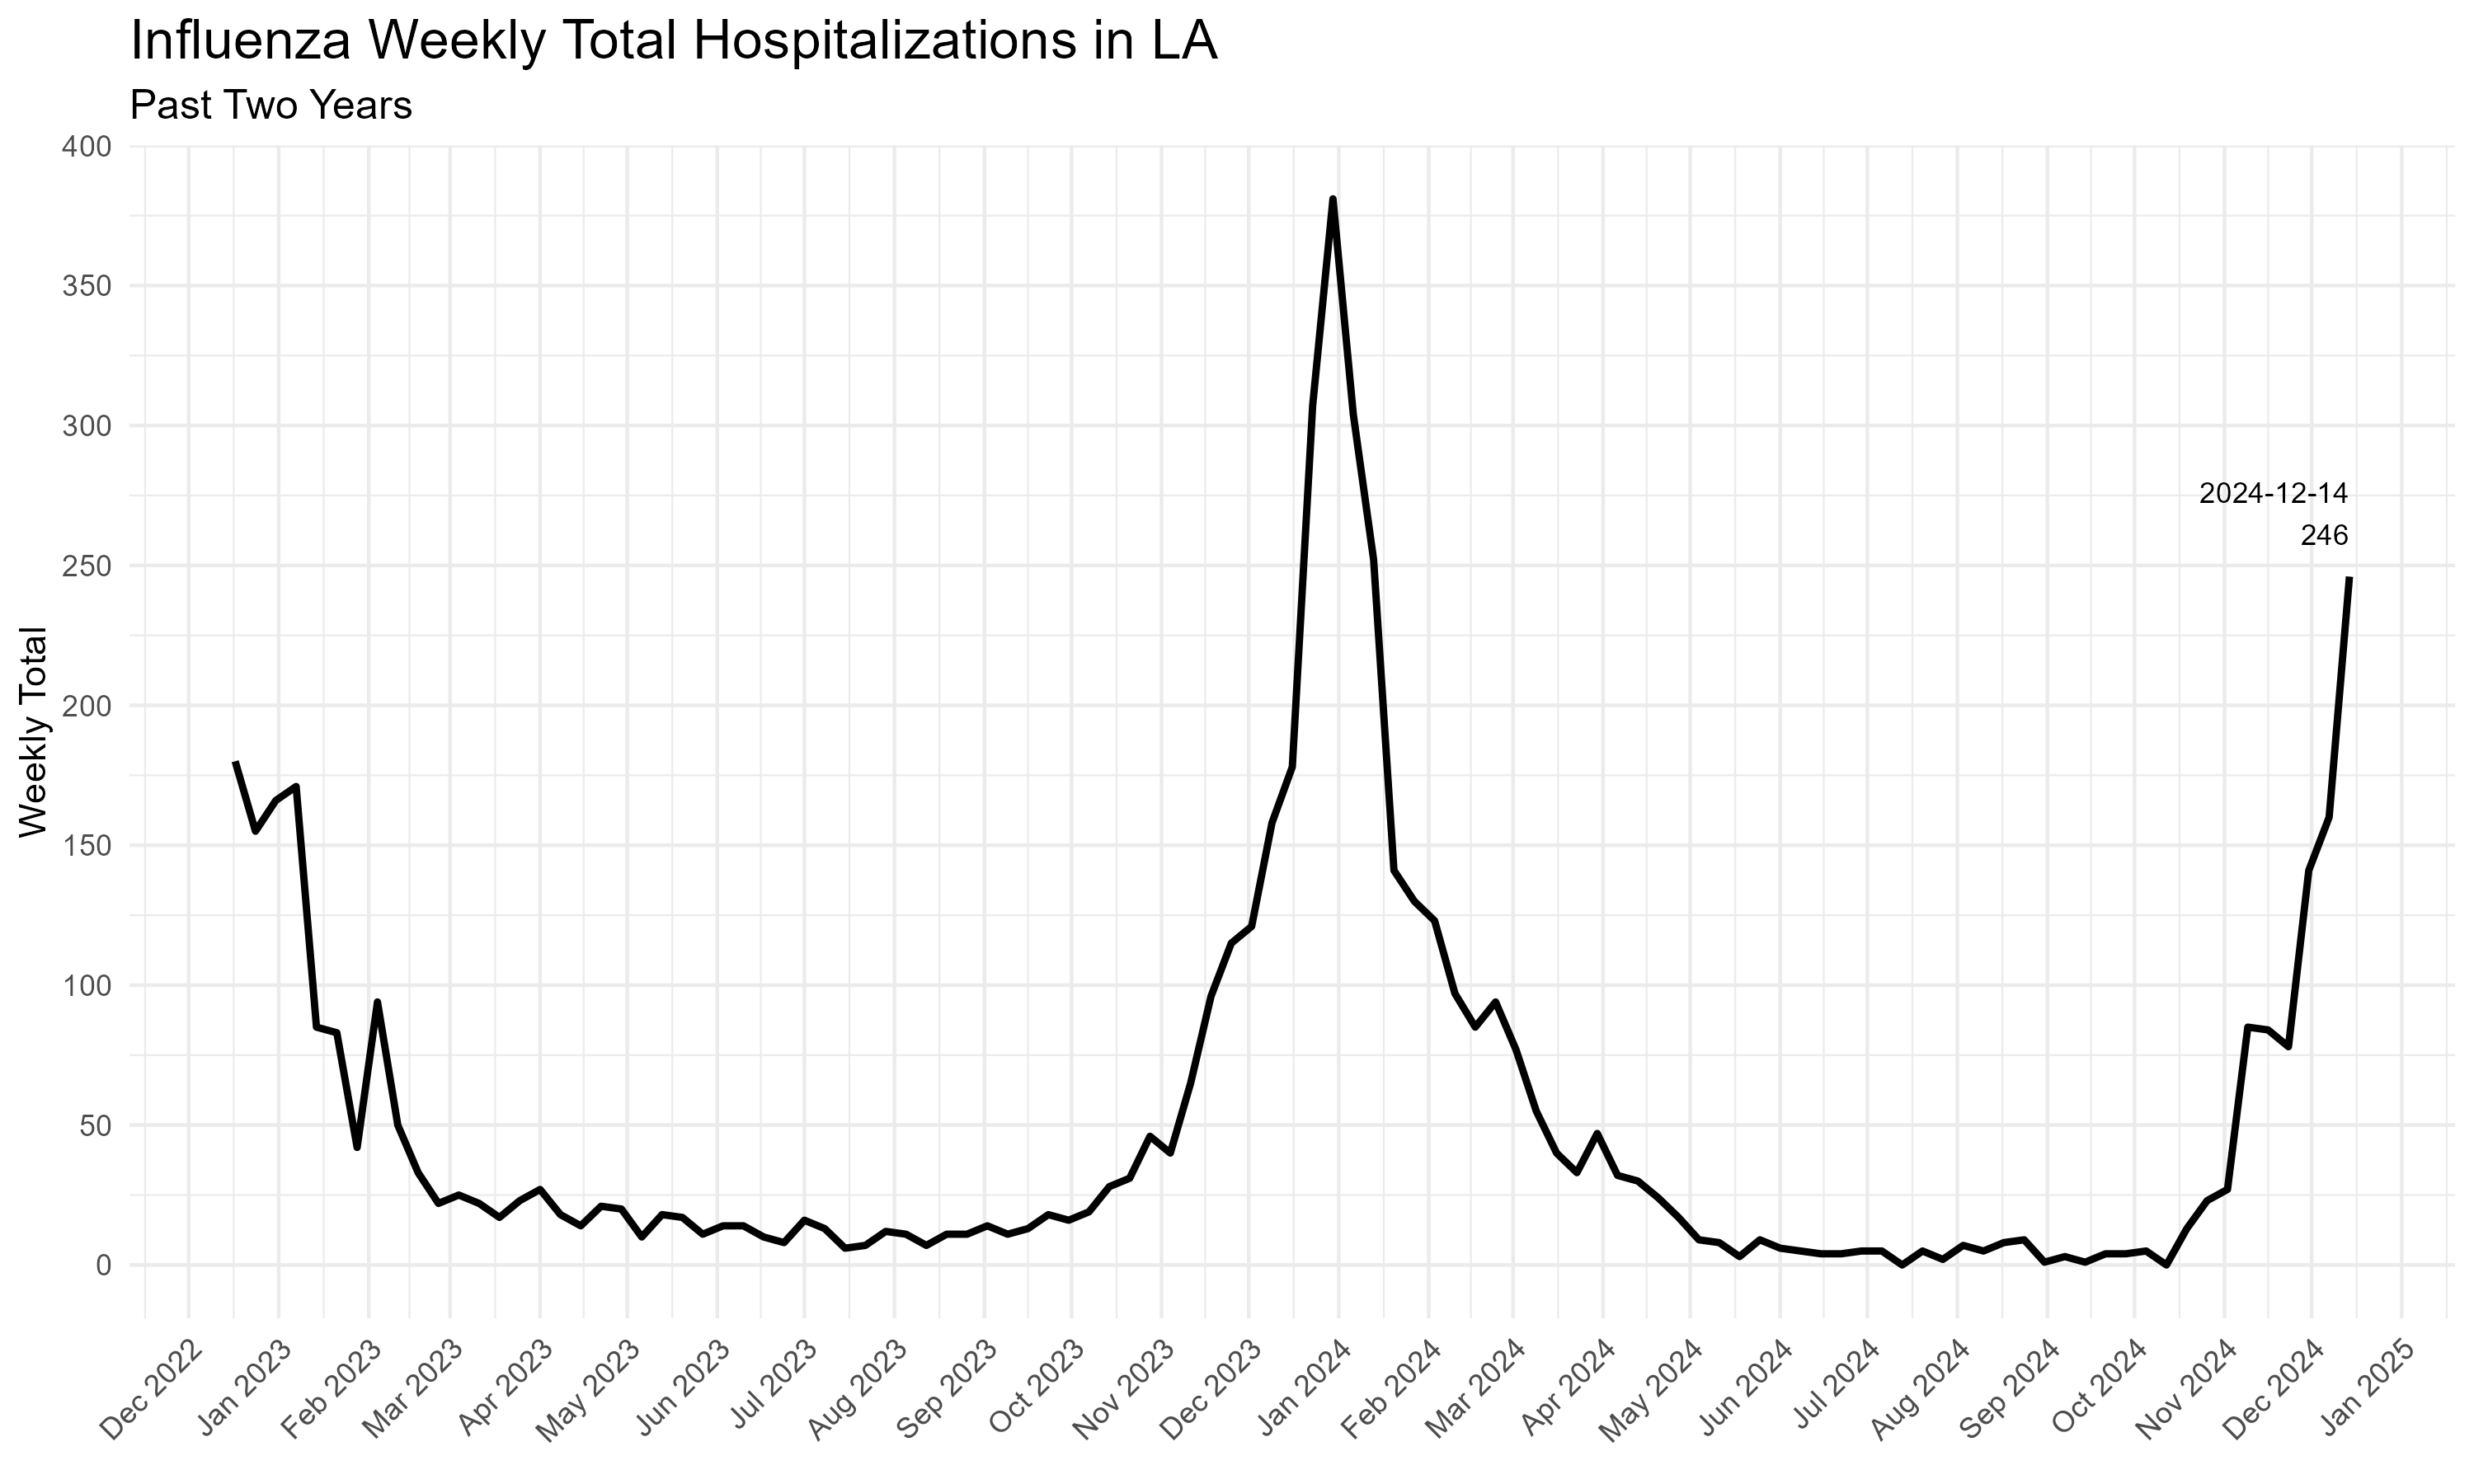 Influenza Weekly Total Hospitalizations in LA
Past Two Years
Weekly Total
400
350
300
250
200
150
100
50
0
2024-12-14
246
Dec 2022
Jan 2023
Feb 2023
Mar 2023
Apr 2023
May 2023
Jun 2023
Jul 2023
Aug 2023
Sep 2023
Oct 2023
Nov 2023
Dec 2023
Jan 2024
Feb 2024
Mar 2024
Apr 2024
May 2024
Jun 2024
Jul 2024
Aug 2024
Sep 2024
Oct 2024
Nov 2024
Dec 2024
Jan 2025